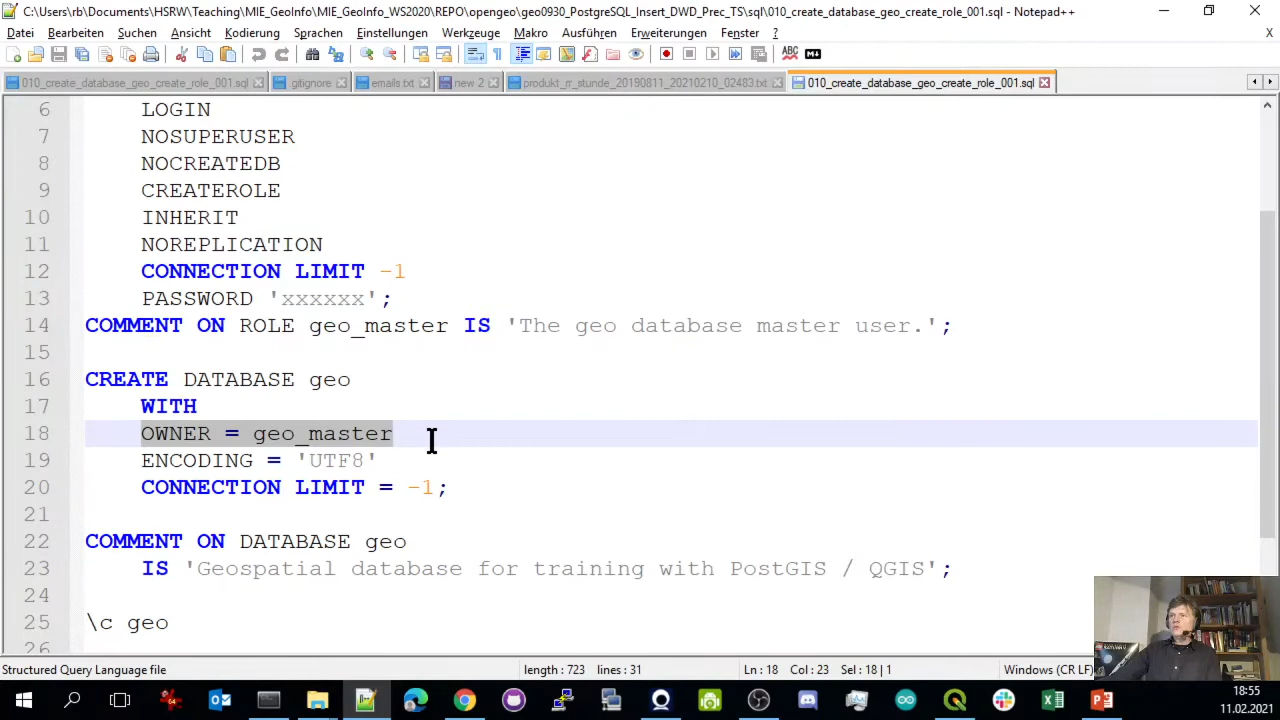 C:\Users\rb\Documents\HSRW\Teaching\MIE_GeoInfo\MIE_GeoInfo_WS2020\REPO\opengeo\geo0930_PostgreSQL_Insert_DWD_Prec_TS\sql\010_create_database_geo_create_role_001.sql - Notepad++
Datei Bearbeiten Suchen Ansicht Kodierung Sprachen Einstellungen Werkzeuge Makro Ausführen Erweiterungen Fenster ? X
010_create_database_geo_create_role_001.sql .gitignore emails.txt new 2 produkt_rr_stunde_20190811_20210210_02483.txt 010_create_database_geo_create_role_001.sql
6 LOGIN
7 NOSUPERUSER
8 NOCREATEDB
9 CREATEROLE
10 INHERIT
11 NOREPLICATION
12 CONNECTION LIMIT -1
13 PASSWORD 'xxxxxx';
14 COMMENT ON ROLE geo_master IS 'The geo database master user.';
15
16 CREATE DATABASE geo
17 WITH
18 OWNER = geo_master
19 ENCODING = 'UTF8'
20 CONNECTION LIMIT = -1;
21
22 COMMENT ON DATABASE geo
23 IS 'Geospatial database for training with PostGIS / QGIS';
24
25 \c geo
26
Structured Query Language file length : 723 lines : 31 Ln : 18 Col : 23 Sel : 18 | 1 Windows (CR LF)
18:55
11.02.2021